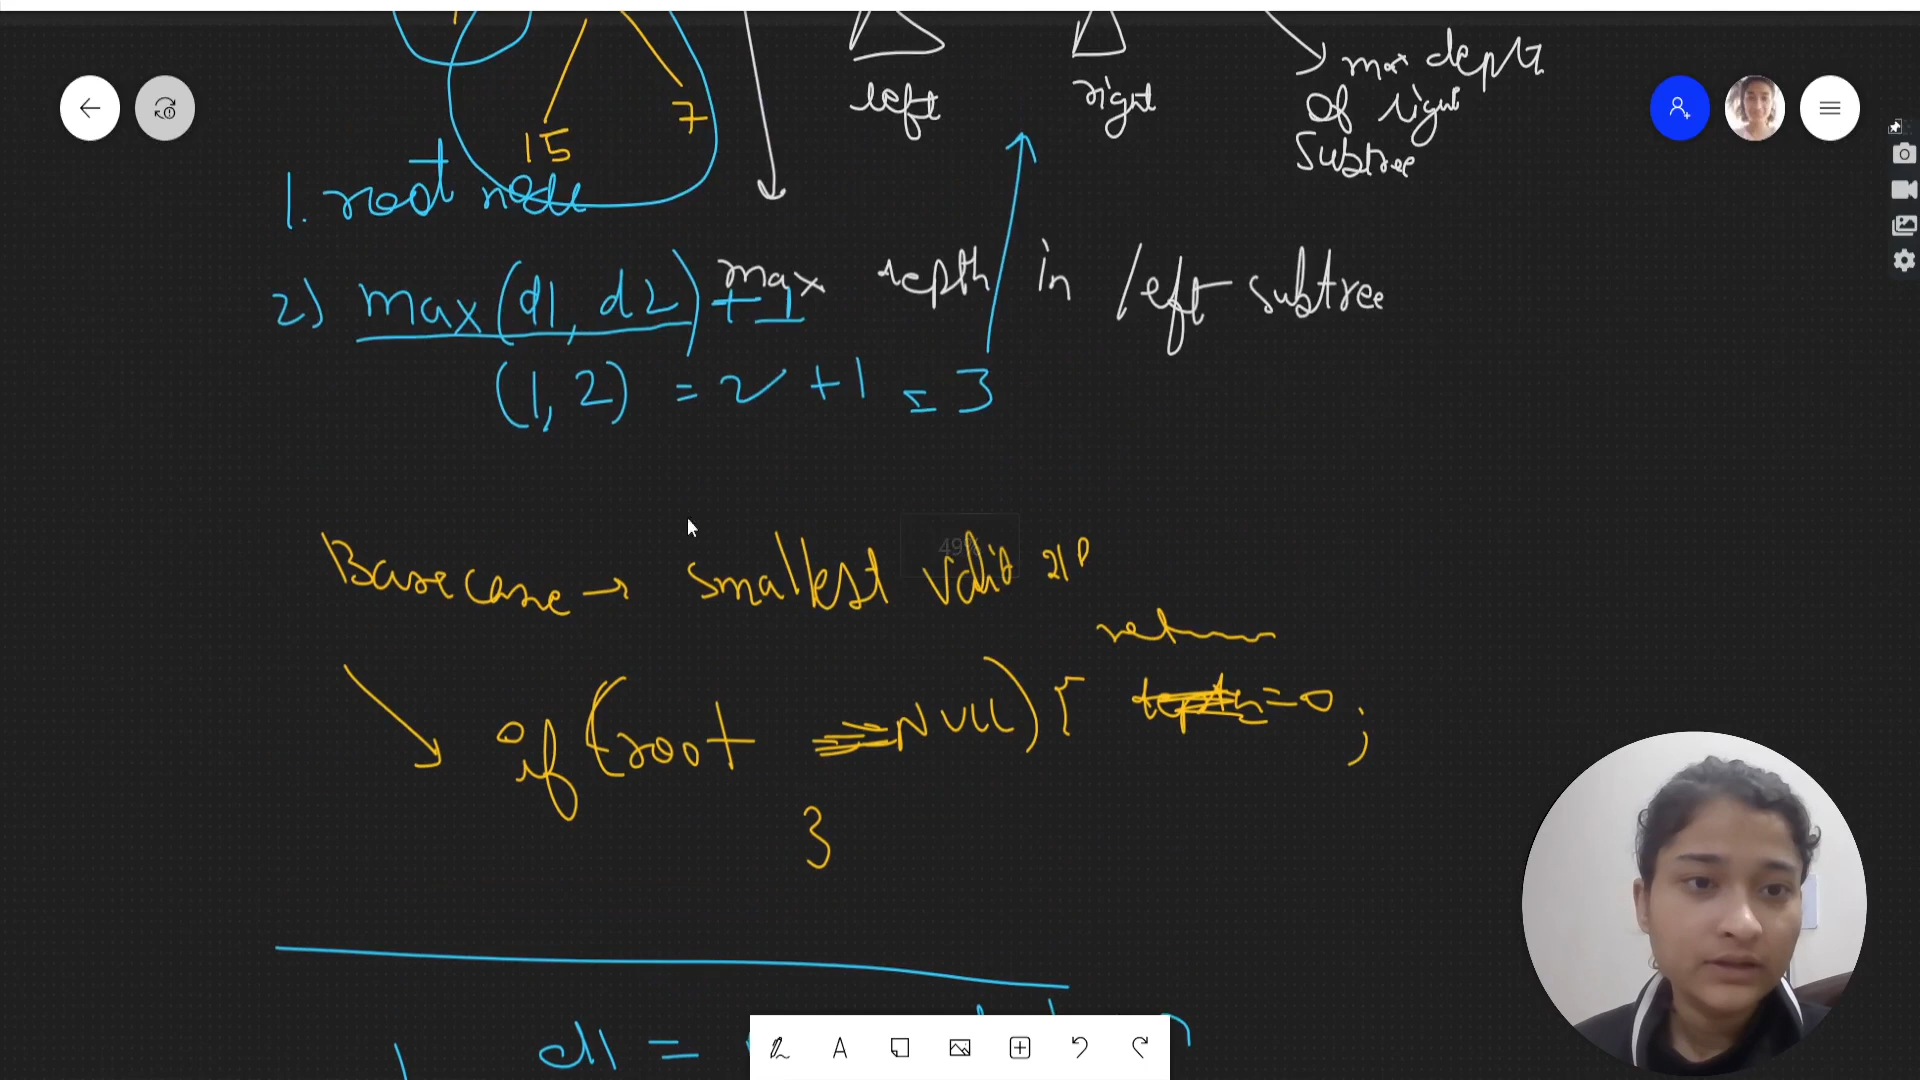 15
7
left
right
max depth
of right
subtree
1. root node
2) max(d1, d2) + 1
max depth in left subtree
(1, 2) = 2 + 1 = 3
49%
Base case → smallest valid I/P
return
if (root == NULL) { = 0 ;
}
d1 =